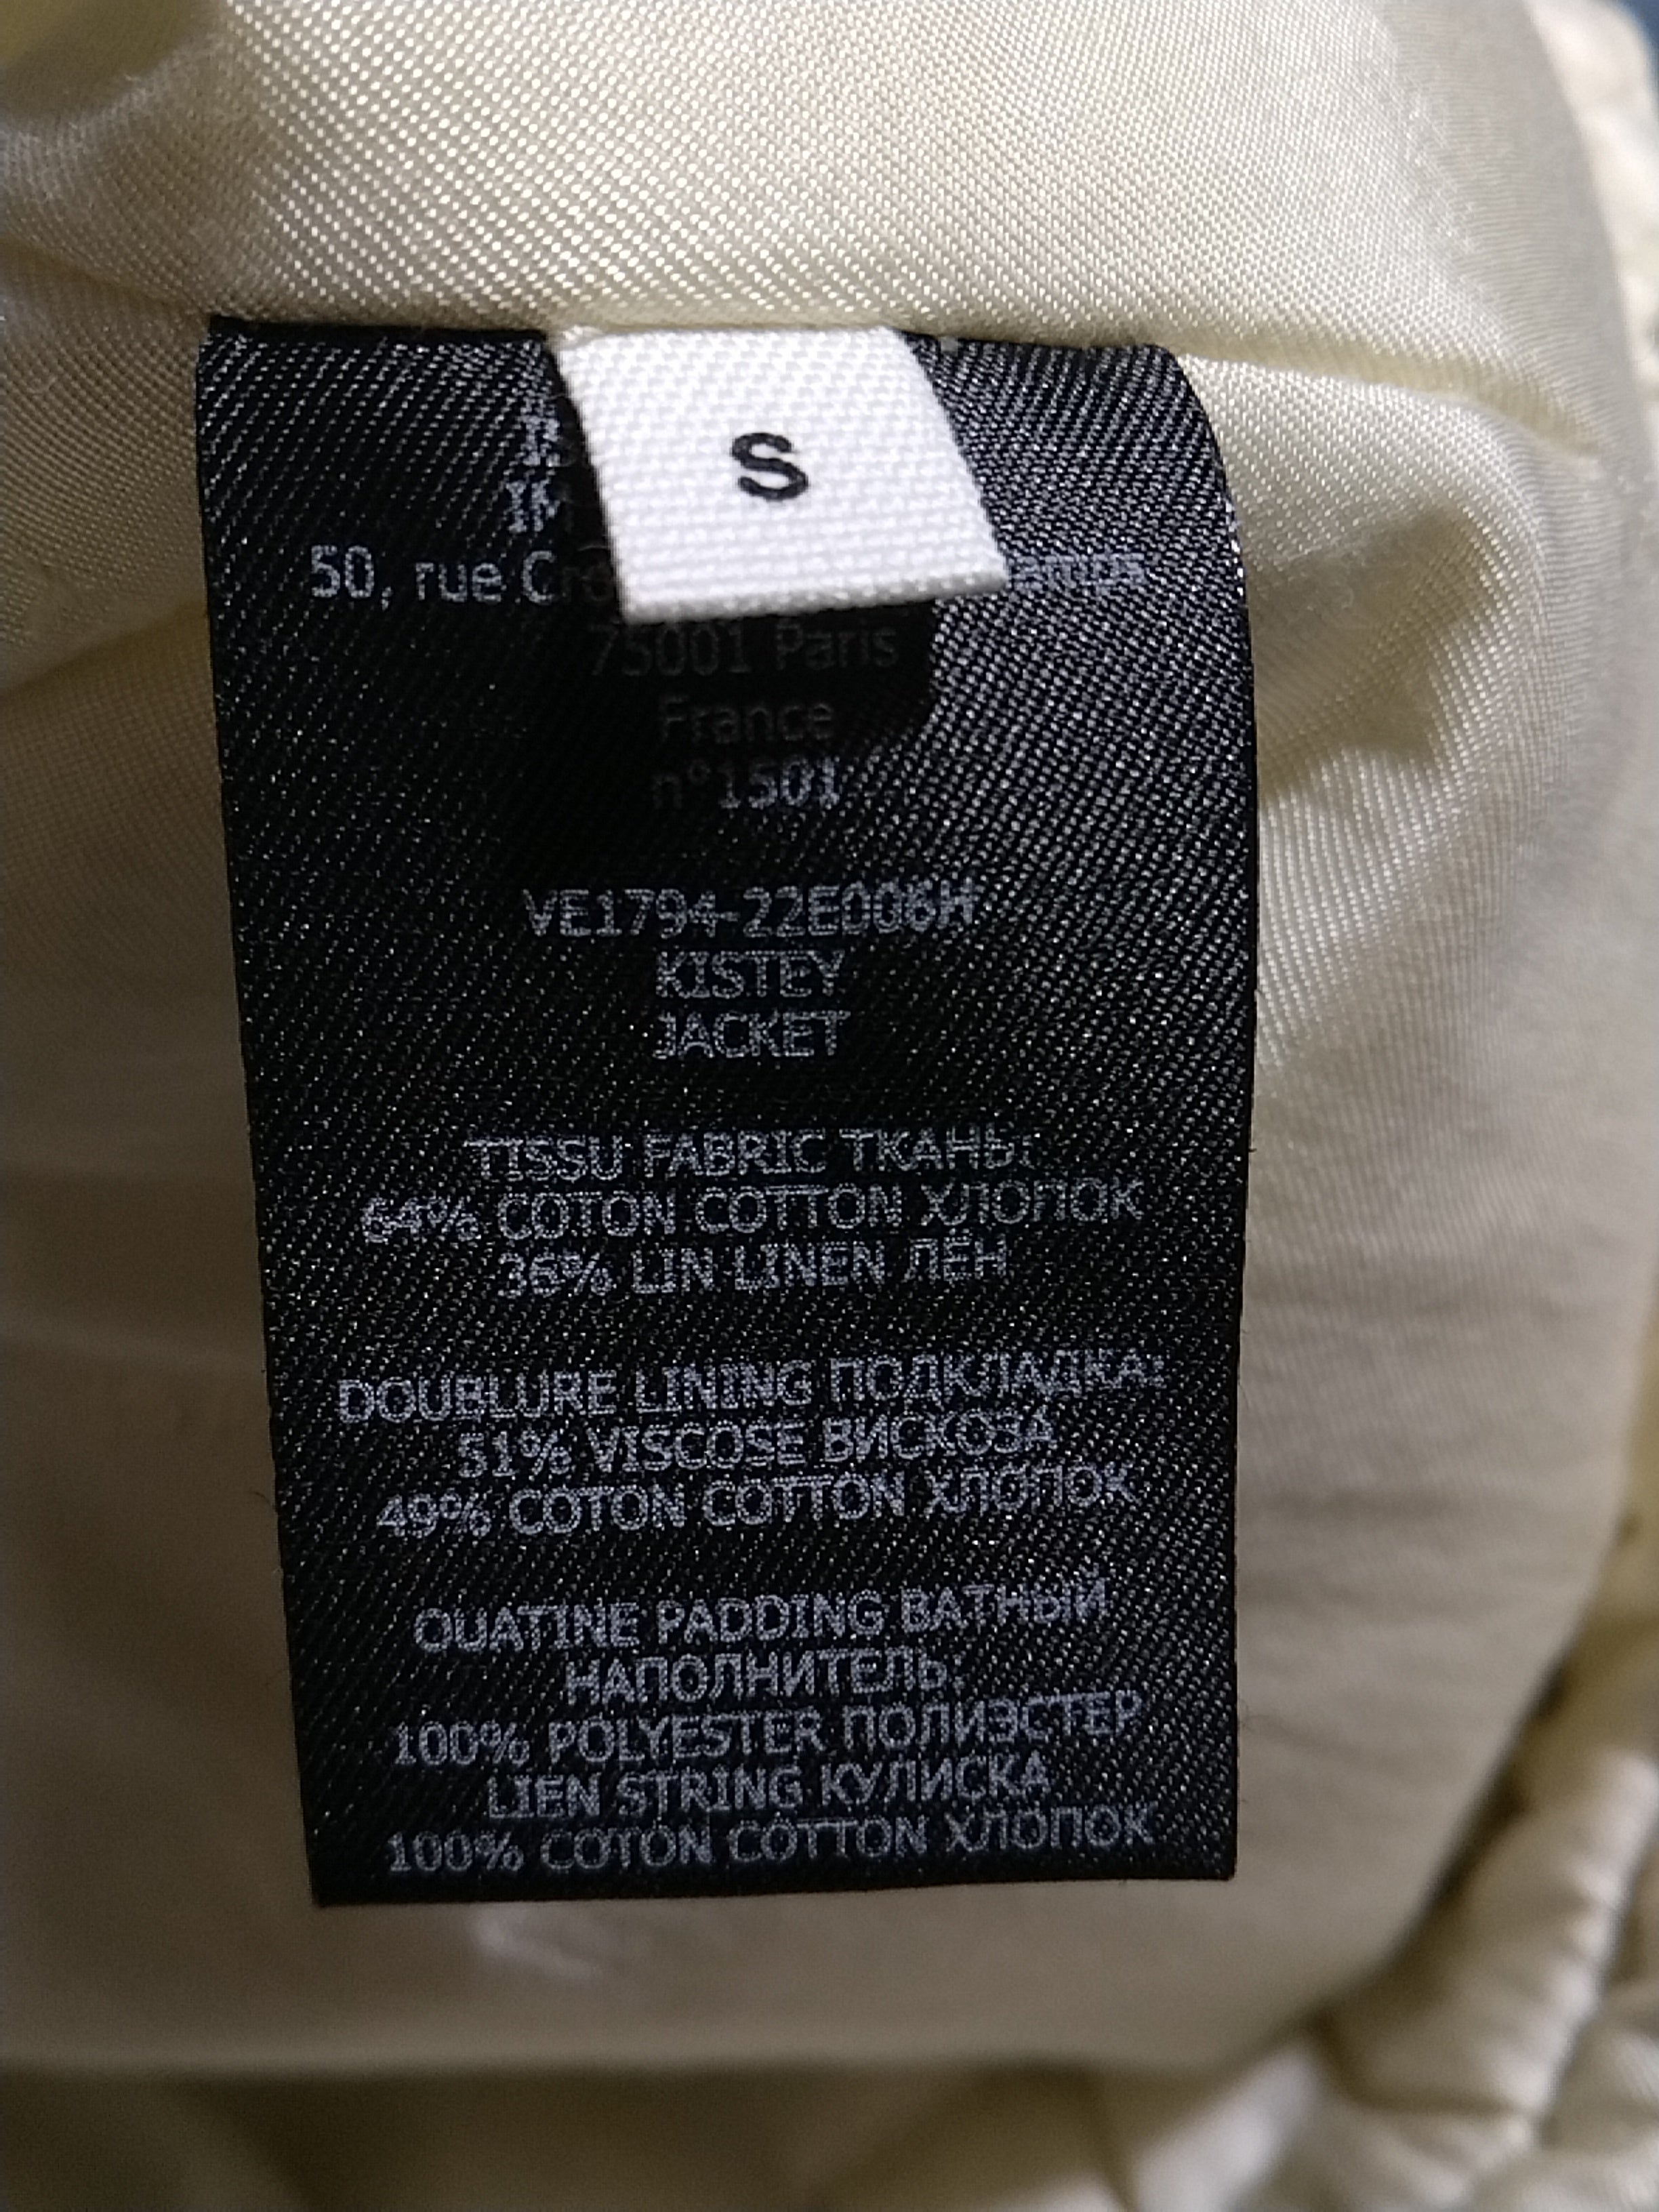 S
50, rue
75001 Paris
France
n°1501
VE1794-22E006H
KISTEY
JACKET
TISSU FABRIC ТКАНЬ:
64% COTON COTTON ХЛОПОК
36% LIN LINEN ЛЕН
DOUBLURE LINING ПОДКЛАДКА:
51% VISCOSE ВИСКОЗА
49% COTON COTTON ХЛОПОК
OUATINE PADDING ВАТНЫЙ
НАПОЛНИТЕЛЬ:
100% POLYESTER ПОЛИЭСТЕР
LIEN STRING КУЛИСКА
100% COTON COTTON ХЛОПОК